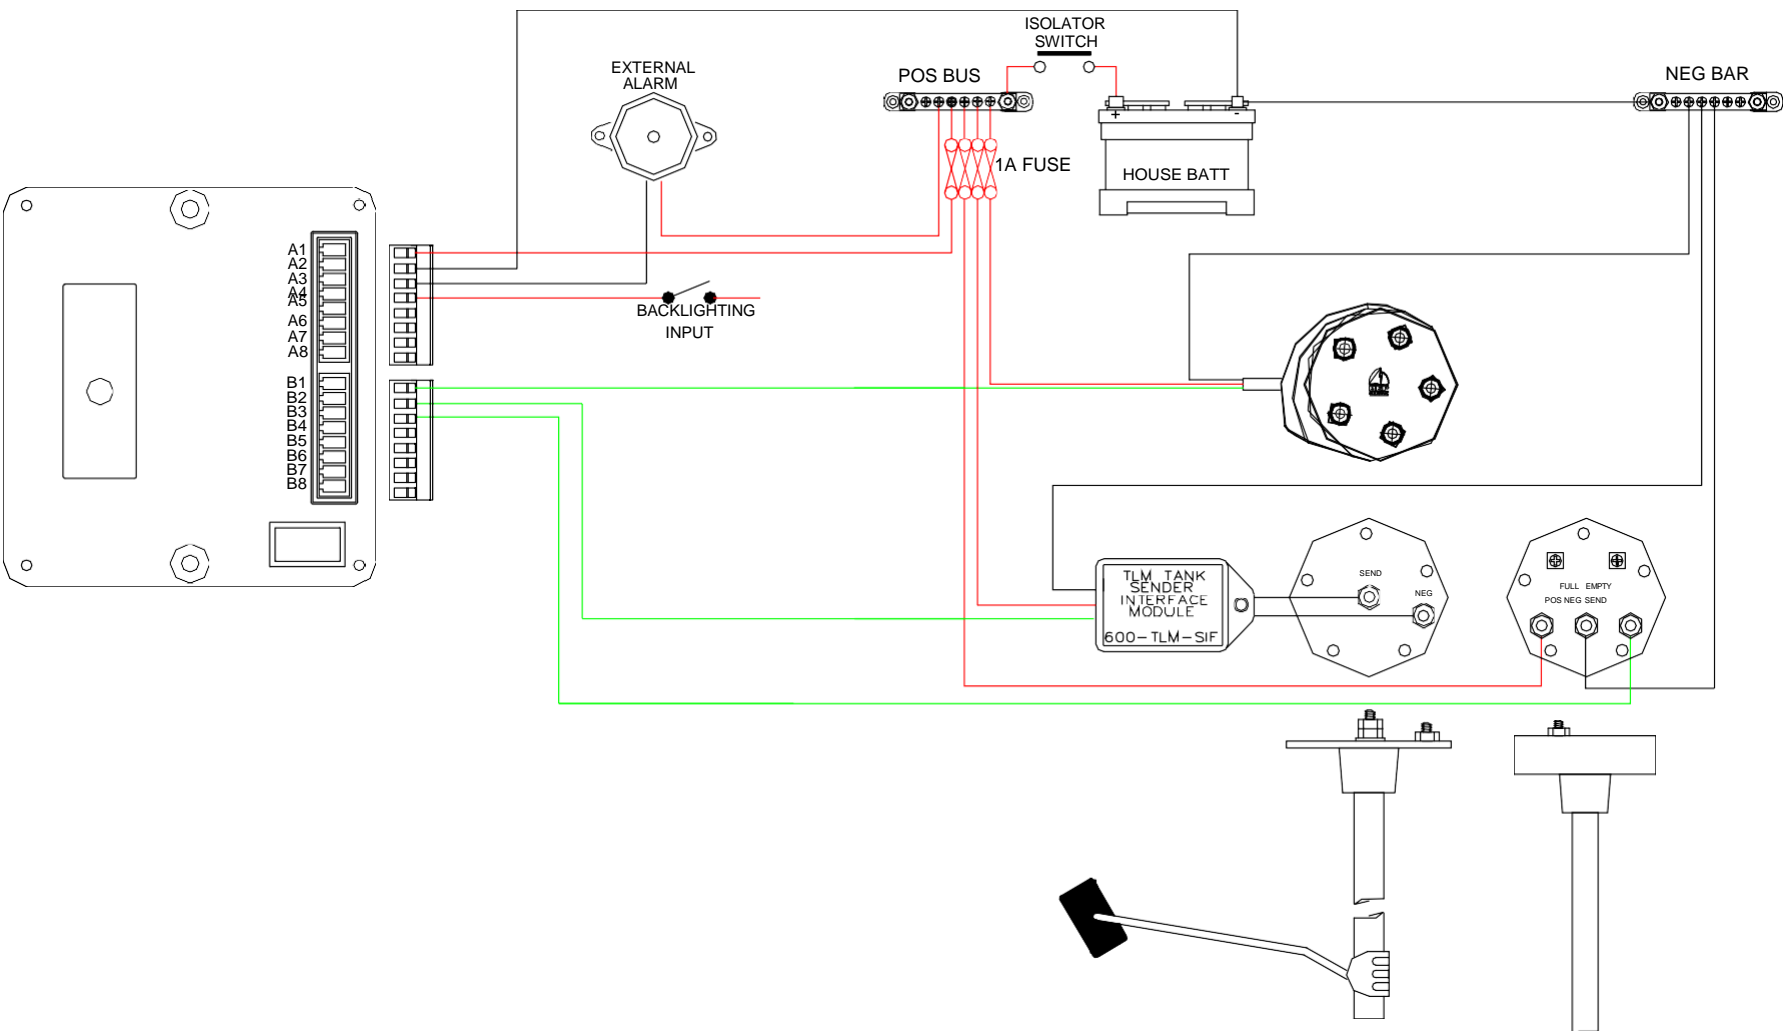 ISOLATOR
SWITCH
EXTERNAL
ALARM
POS BUS
NEG BAR
1A FUSE
+
-
HOUSE BATT
A1
A2
A3
A4
A5
A6
A7
A8
BACKLIGHTING
INPUT
B1
B2
B3
B4
B5
B6
B7
B8
TLM TANK
SENDER
INTERFACE
MODULE
600-TLM-SIF
SEND
NEG
FULL EMPTY
POS NEG SEND